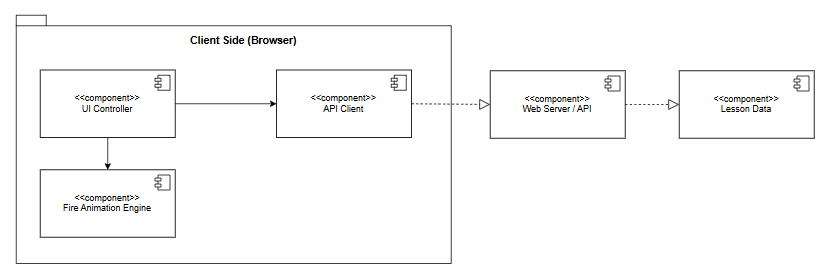 Client Side (Browser)
<<component>>
UI Controller
<<component>>
API Client
<<component>>
Web Server / API
<<component>>
Lesson Data
<<component>>
Fire Animation Engine